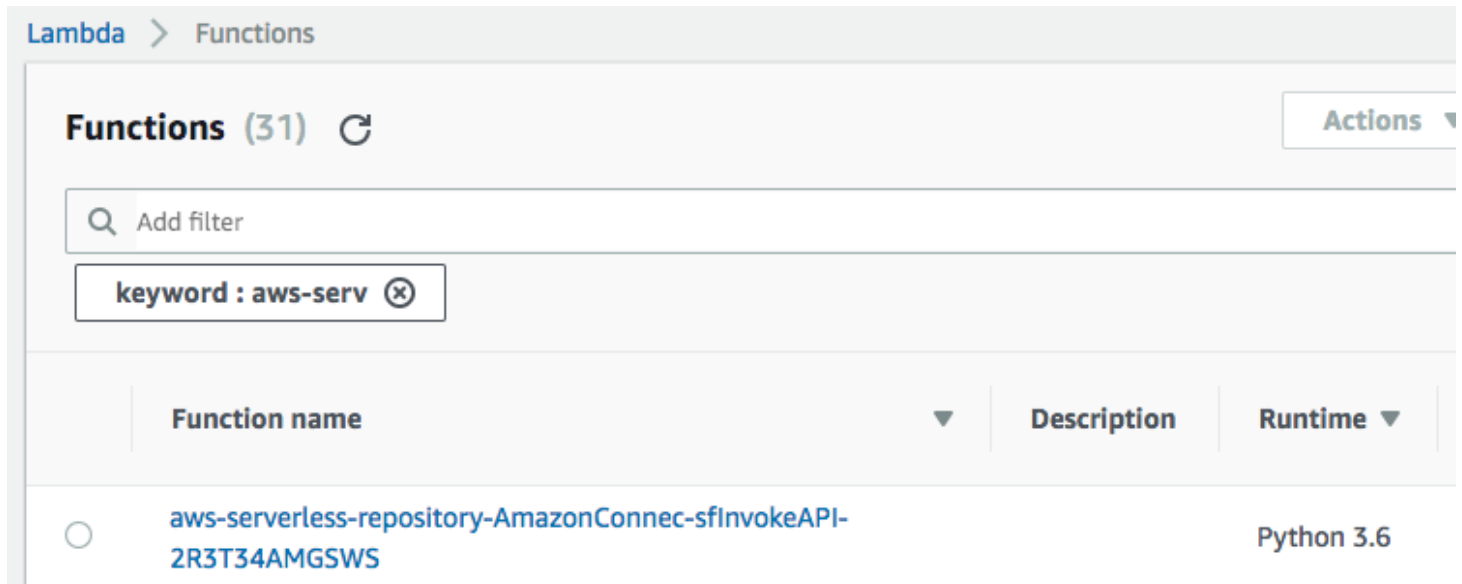 Lambda > Functions
Functions (31)
Actions
Add filter
keyword : aws-serv
Function name Description Runtime
aws-serverless-repository-AmazonConnec-sfInvokeAPI-
2R3T34AMGSWS
Python 3.6